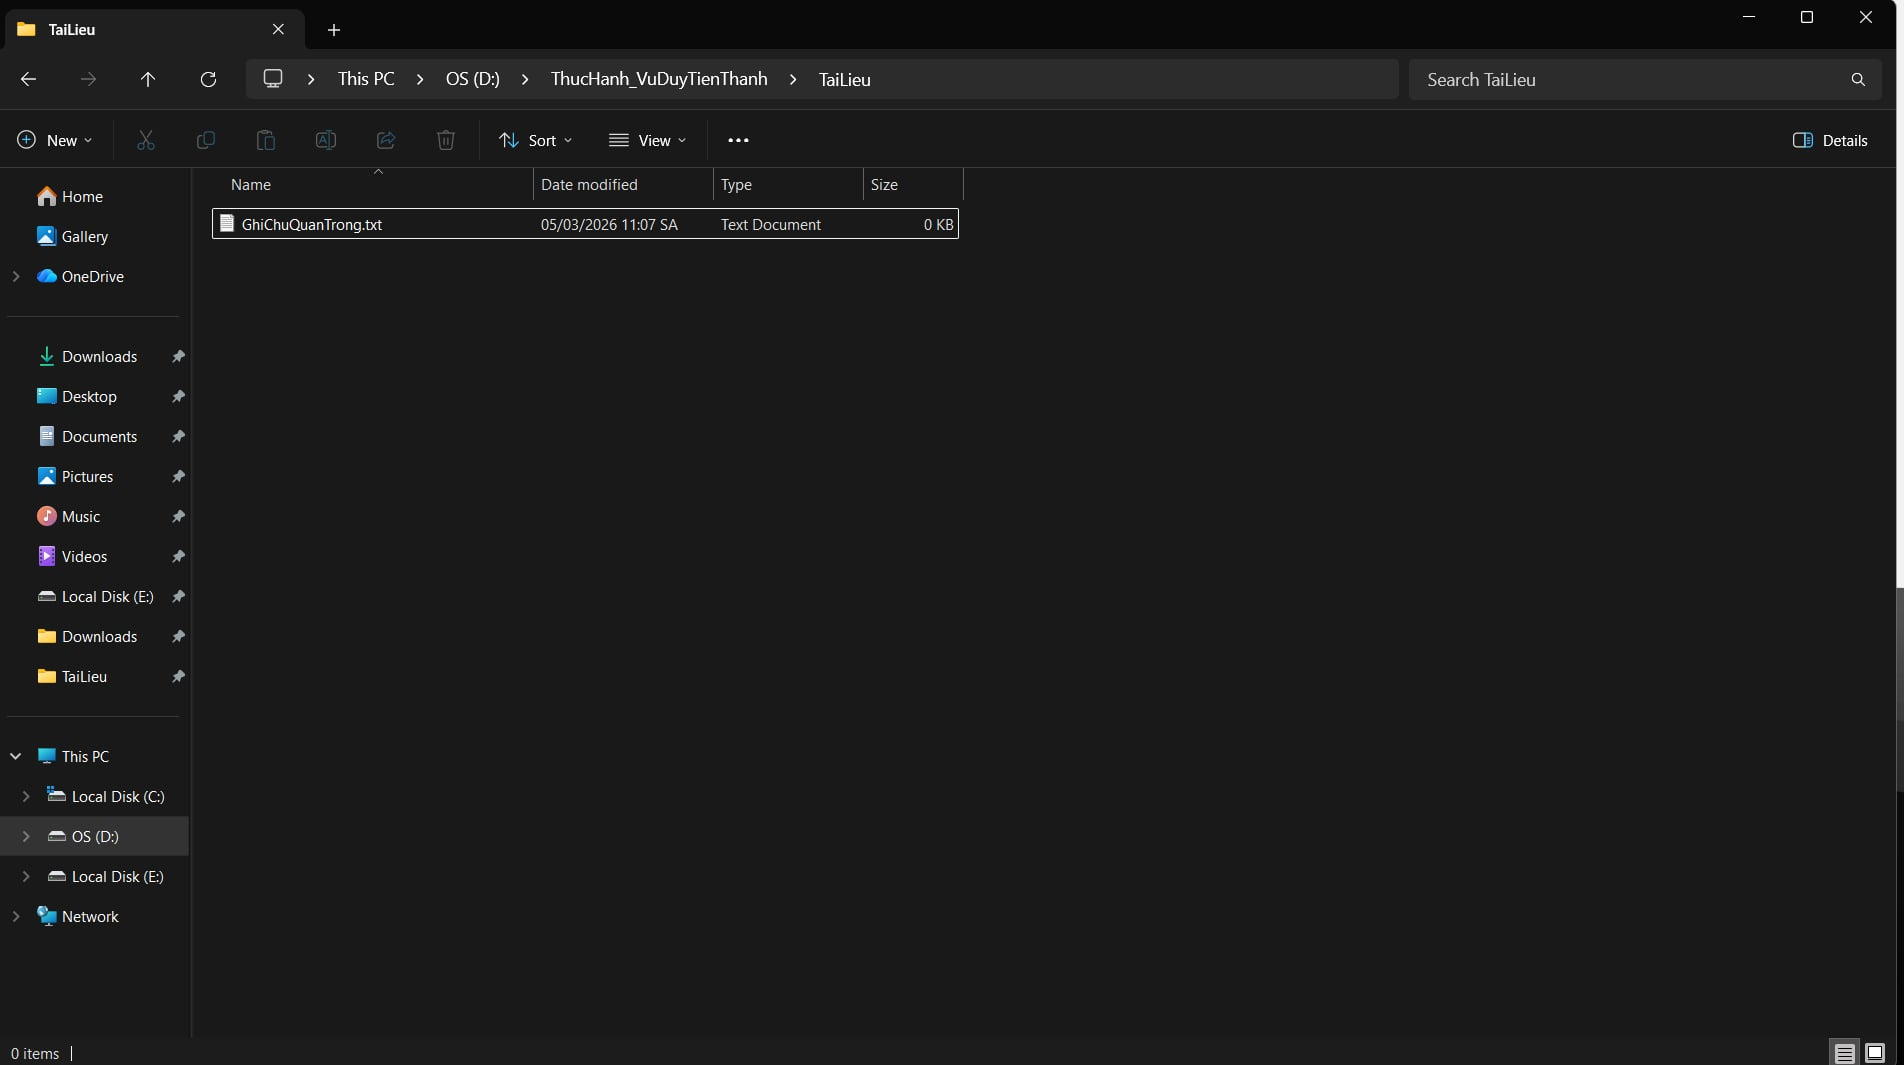 TaiLieu
This PC
OS (D:)
ThucHanh_VuDuyTienThanh
TaiLieu
Search TaiLieu
New
Sort
View
Details
Name
Date modified
Type
Size
GhiChuQuanTrong.txt
05/03/2026 11:07 SA
Text Document
0 KB
Home
Gallery
OneDrive
Downloads
Desktop
Documents
Pictures
Music
Videos
Local Disk (E:)
Downloads
TaiLieu
This PC
Local Disk (C:)
OS (D:)
Local Disk (E:)
Network
0 items